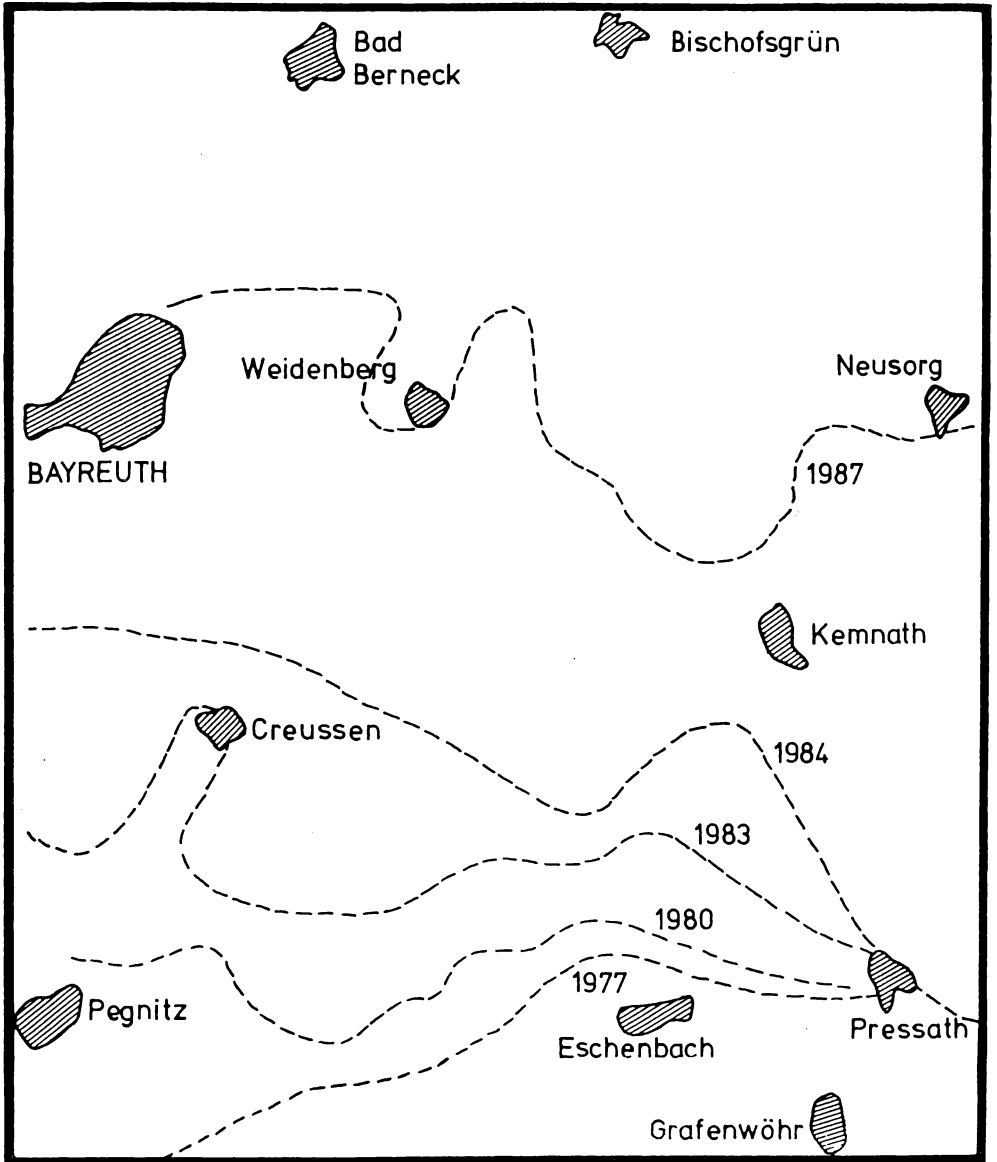 Bad
Berneck
Bischofsgrün
Weidenberg
Neusorg
BAYREUTH
1987
Kemnath
Creussen
1984
1983
1980
1977
Pegnitz
Eschenbach
Pressath
Grafenwöhr